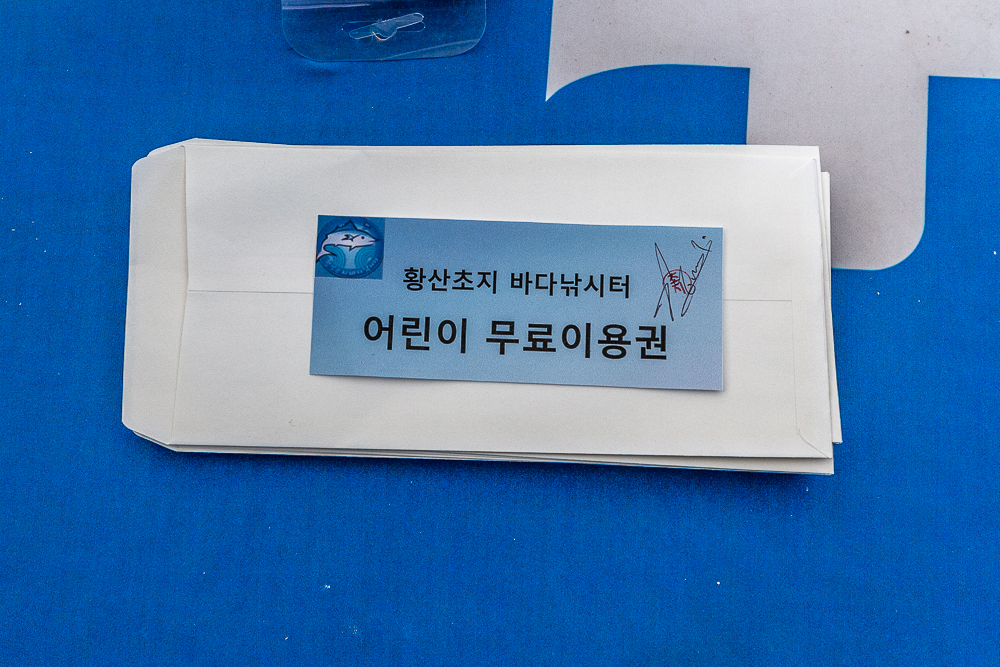 황산초지 바다낚시터
어린이 무료이용권